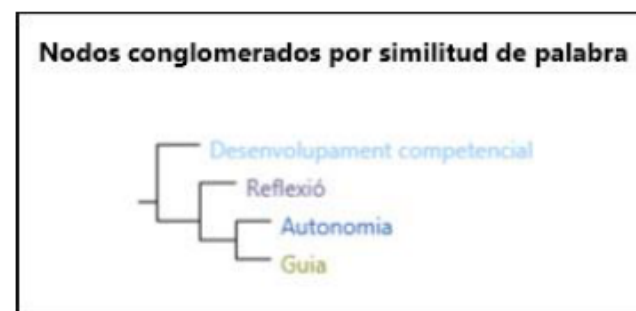 Nodos conglomerados por similitud de palabra
Desenvolupament competencial
Reflexió
Autonomia
Guia